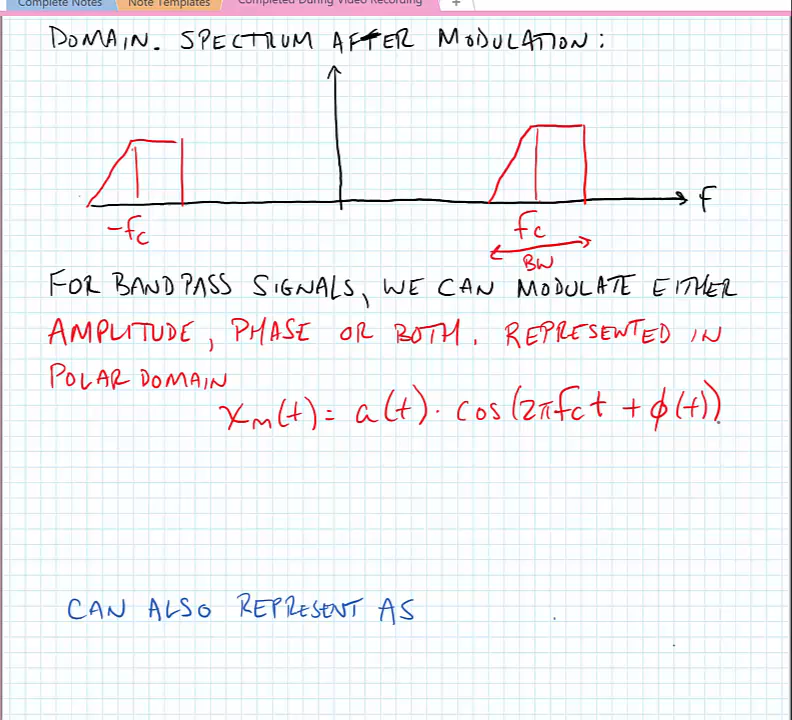 Complete Notes
Note Templates
Completed During Video Recording
+
DOMAIN. SPECTRUM AFTER MODULATION:
f
-fc
fc
BW
FOR BANDPASS SIGNALS, WE CAN MODULATE EITHER
AMPLITUDE, PHASE OR BOTH. REPRESENTED IN
POLAR DOMAIN
xm(t) = a(t) · cos(2πfct + φ(t))
CAN ALSO REPRESENT AS